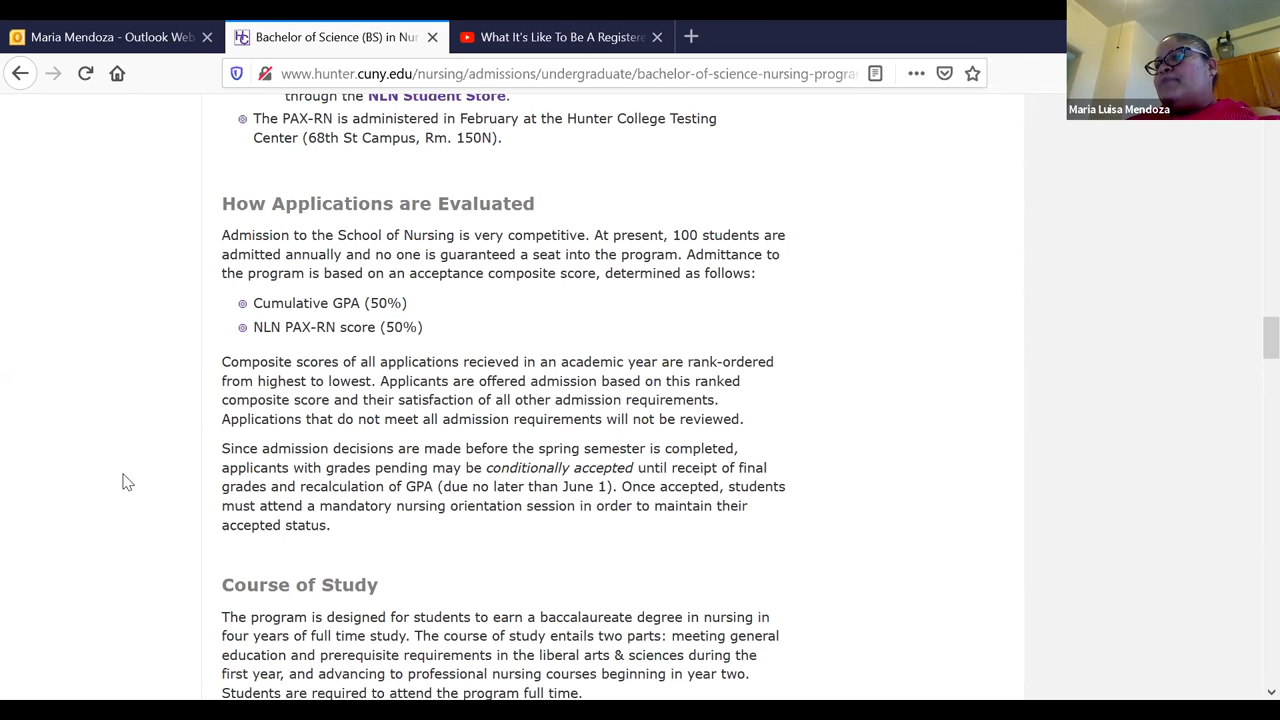 Maria Mendoza - Outlook Web
Bachelor of Science (BS) in Nur
What It's Like To Be A Registere
www.hunter.cuny.edu/nursing/admissions/undergraduate/bachelor-of-science-nursing-progra
Maria Luisa Mendoza
through the NLN Student Store.
The PAX-RN is administered in February at the Hunter College Testing
Center (68th St Campus, Rm. 150N).
How Applications are Evaluated
Admission to the School of Nursing is very competitive. At present, 100 students are
admitted annually and no one is guaranteed a seat into the program. Admittance to
the program is based on an acceptance composite score, determined as follows:
Cumulative GPA (50%)
NLN PAX-RN score (50%)
Composite scores of all applications recieved in an academic year are rank-ordered
from highest to lowest. Applicants are offered admission based on this ranked
composite score and their satisfaction of all other admission requirements.
Applications that do not meet all admission requirements will not be reviewed.
Since admission decisions are made before the spring semester is completed,
applicants with grades pending may be conditionally accepted until receipt of final
grades and recalculation of GPA (due no later than June 1). Once accepted, students
must attend a mandatory nursing orientation session in order to maintain their
accepted status.
Course of Study
The program is designed for students to earn a baccalaureate degree in nursing in
four years of full time study. The course of study entails two parts: meeting general
education and prerequisite requirements in the liberal arts & sciences during the
first year, and advancing to professional nursing courses beginning in year two.
Students are required to attend the program full time.